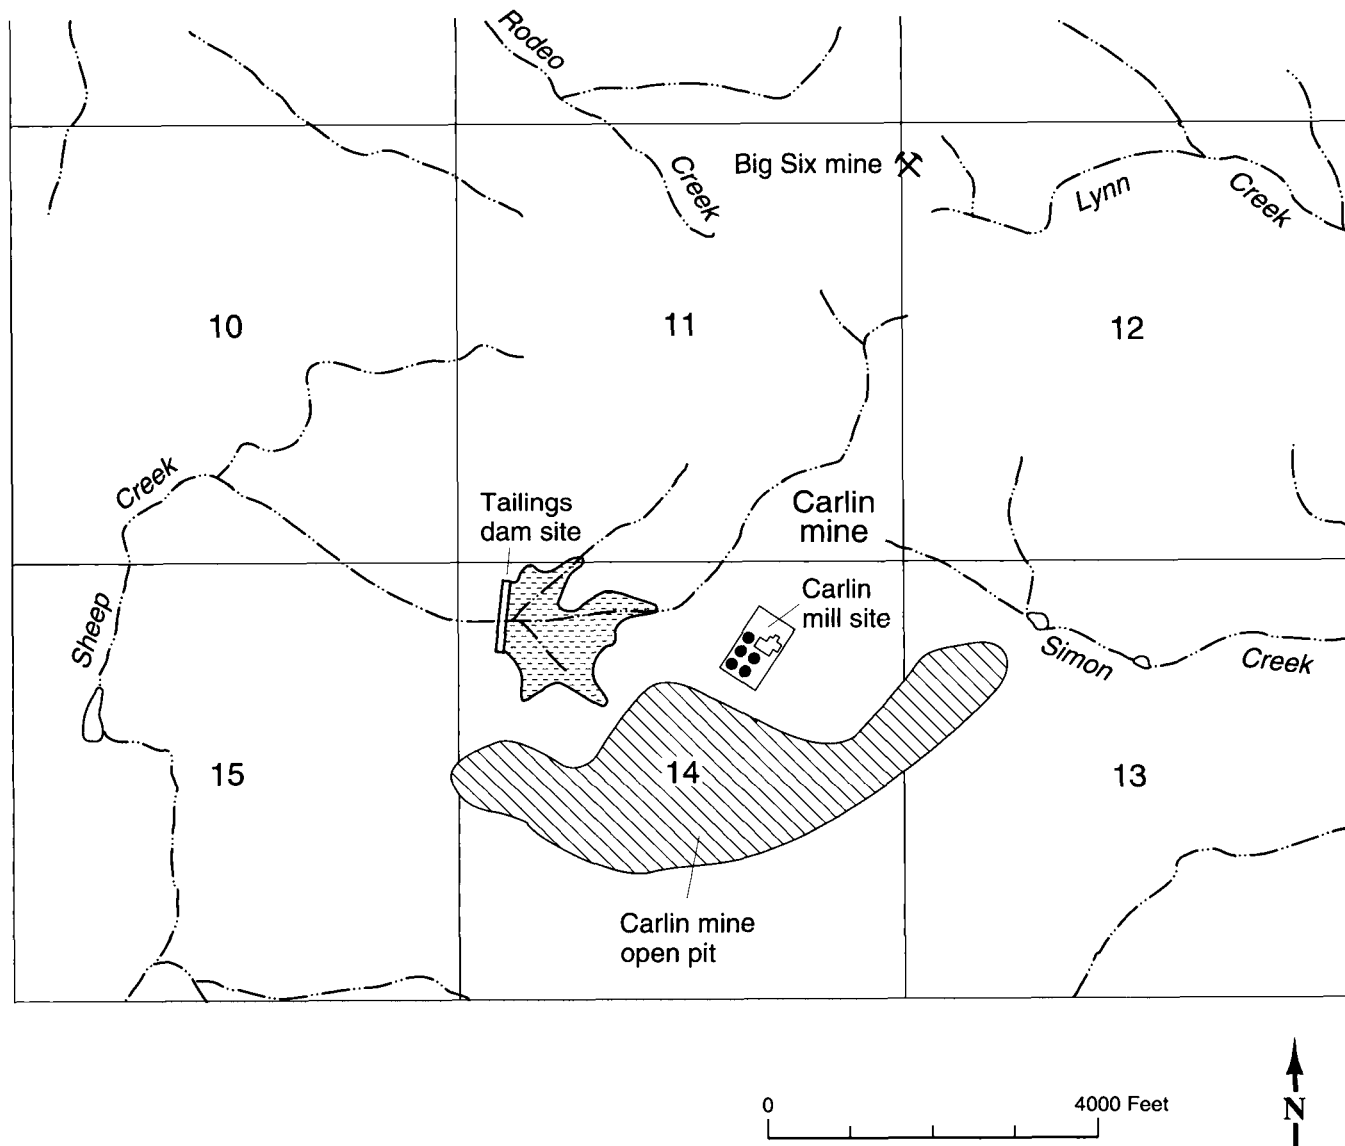 Rodeo
Creek
Big Six mine
Lynn
Creek
10
11
12
Creek
Tailings
dam site
Carlin
mine
Sheep
Carlin
mill site
Simon
Creek
15
14
13
Carlin mine
open pit
0
4000 Feet
N